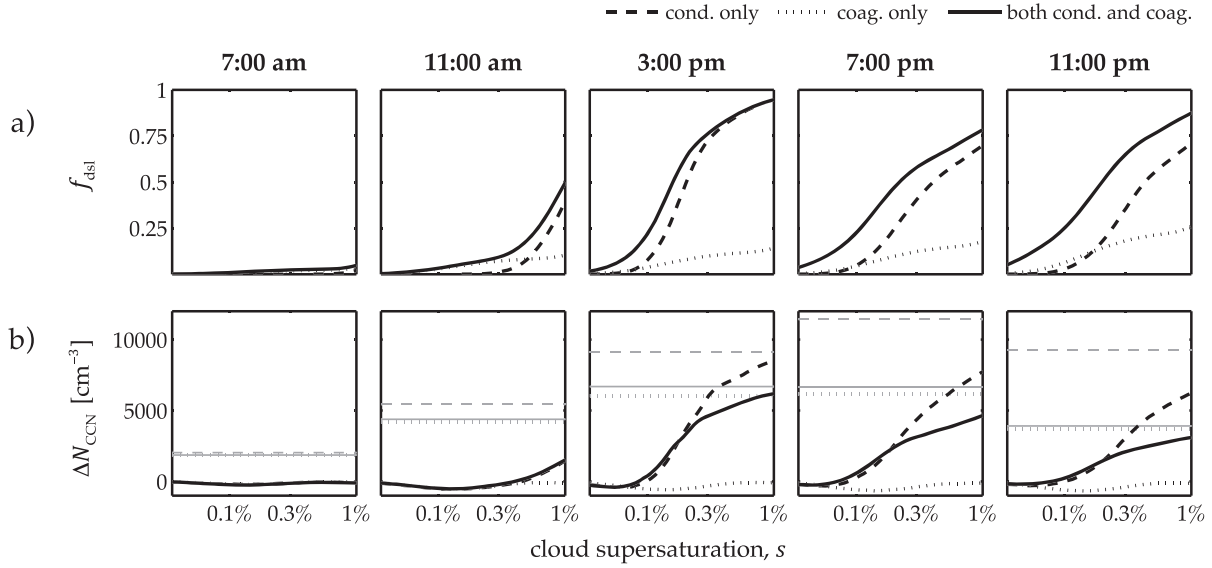 cond. only coag. only both cond. and coag.
7:00 am 11:00 am 3:00 pm 7:00 pm 11:00 pm
a)
f_dsl
1
0.75
0.5
0.25
b)
ΔN_CCN [cm⁻³]
10000
5000
0
0.1% 0.3% 1% 0.1% 0.3% 1% 0.1% 0.3% 1% 0.1% 0.3% 1% 0.1% 0.3% 1%
cloud supersaturation, s